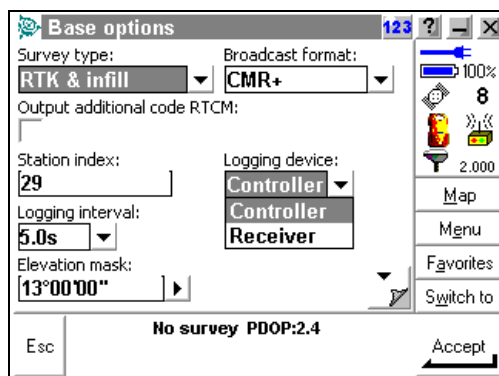 Base options 123 ?
Survey type: Broadcast format:
RTK & infill CMR+
100%
Output additional code RTCM:
8
Station index: Logging device:
29 Controller
2.000
Controller
Receiver
Map
Logging interval:
5.0s
Menu
Elevation mask:
13°00'00"
Favorites
Switch to
No survey PDOP:2.4
Esc
Accept